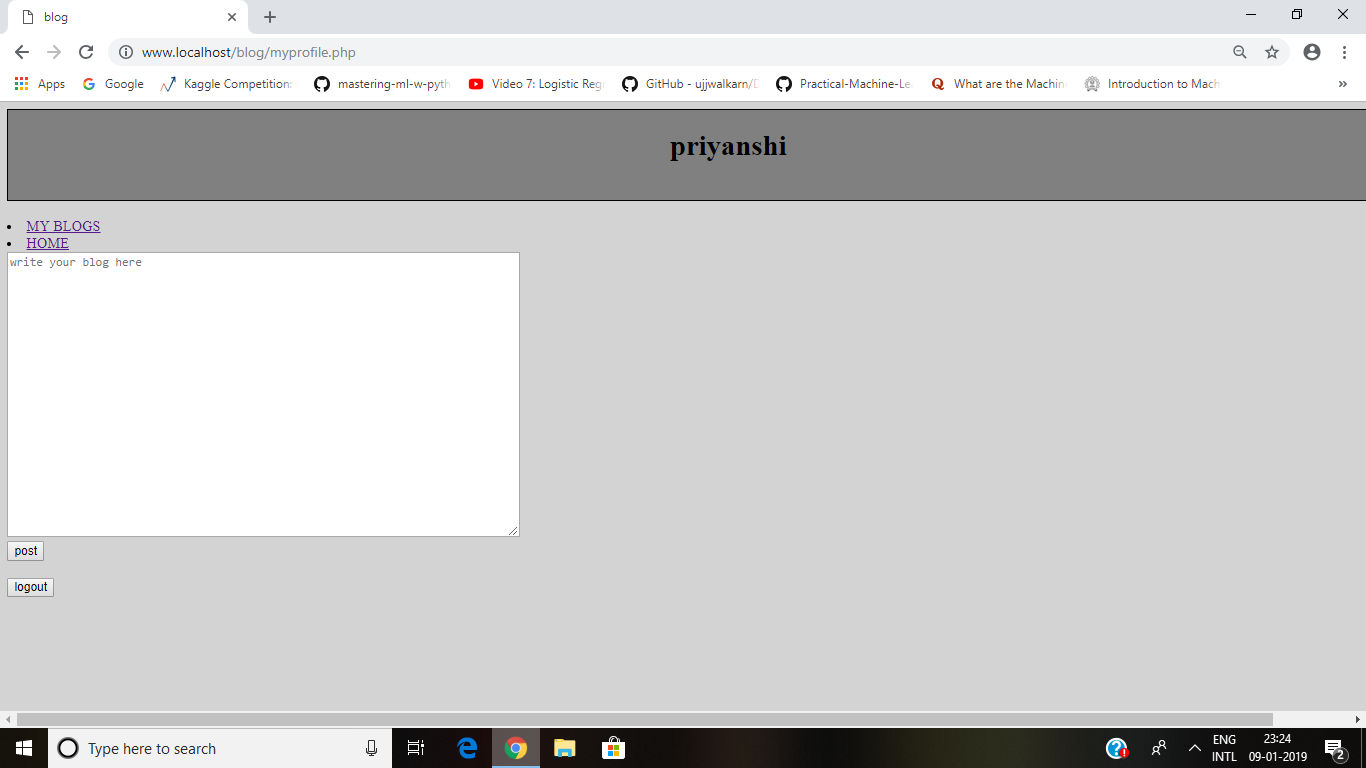 blog
www.localhost/blog/myprofile.php
Apps Google Kaggle Competition: mastering-ml-w-pyth Video 7: Logistic Regr GitHub - ujjwalkarn/D Practical-Machine-Le What are the Machin Introduction to Mach »
priyanshi
MY BLOGS
HOME
write your blog here
post
logout
Type here to search
ENG 23:24
INTL 09-01-2019 2